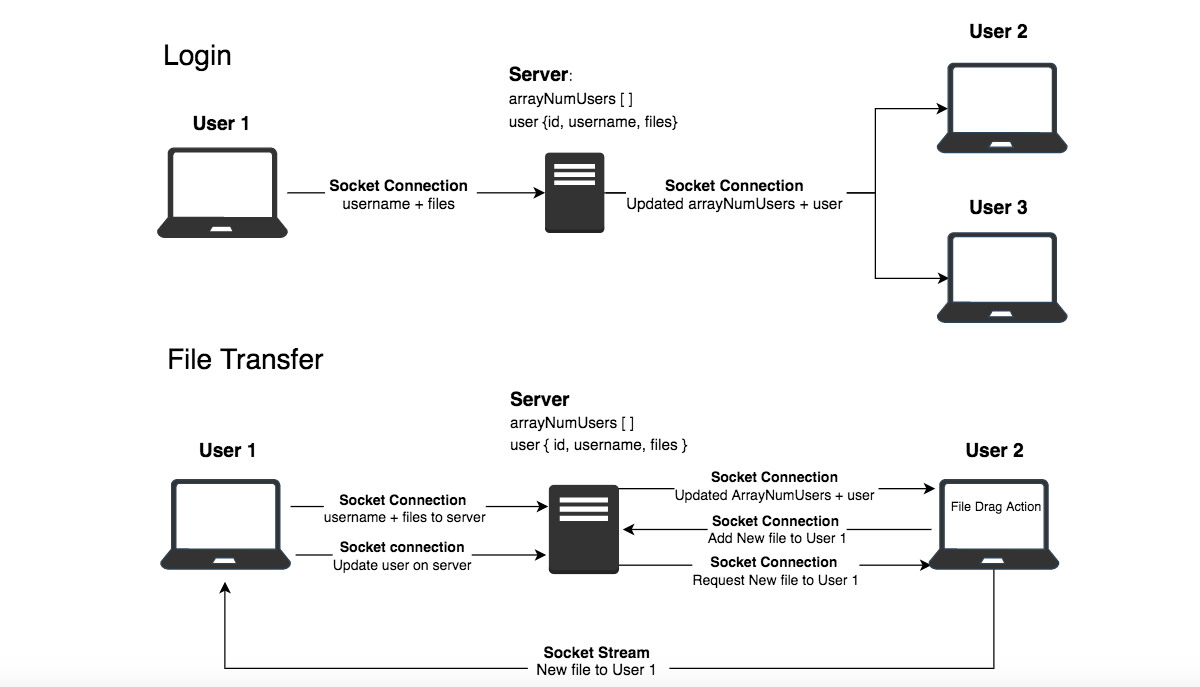 Login
User 1
Server:
arrayNumUsers [ ]
user {id, username, files}
Socket Connection
username + files
Socket Connection
Updated arrayNumUsers + user
User 2
User 3
File Transfer
Server
arrayNumUsers [ ]
user { id, username, files }
User 1
User 2
Socket Connection
username + files to server
Socket connection
Update user on server
Socket Connection
Updated ArrayNumUsers + user
Socket Connection
Add New file to User 1
Socket Connection
Request New file to User 1
File Drag Action
Socket Stream
New file to User 1